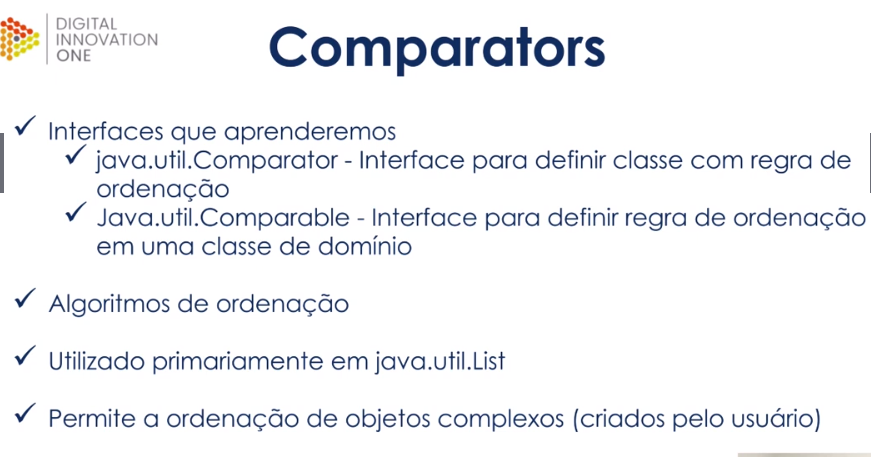 DIGITAL
INNOVATION
ONE
Comparators
Interfaces que aprenderemos
java.util.Comparator - Interface para definir classe com regra de
ordenação
Java.util.Comparable - Interface para definir regra de ordenação
em uma classe de domínio
Algoritmos de ordenação
Utilizado primariamente em java.util.List
Permite a ordenação de objetos complexos (criados pelo usuário)